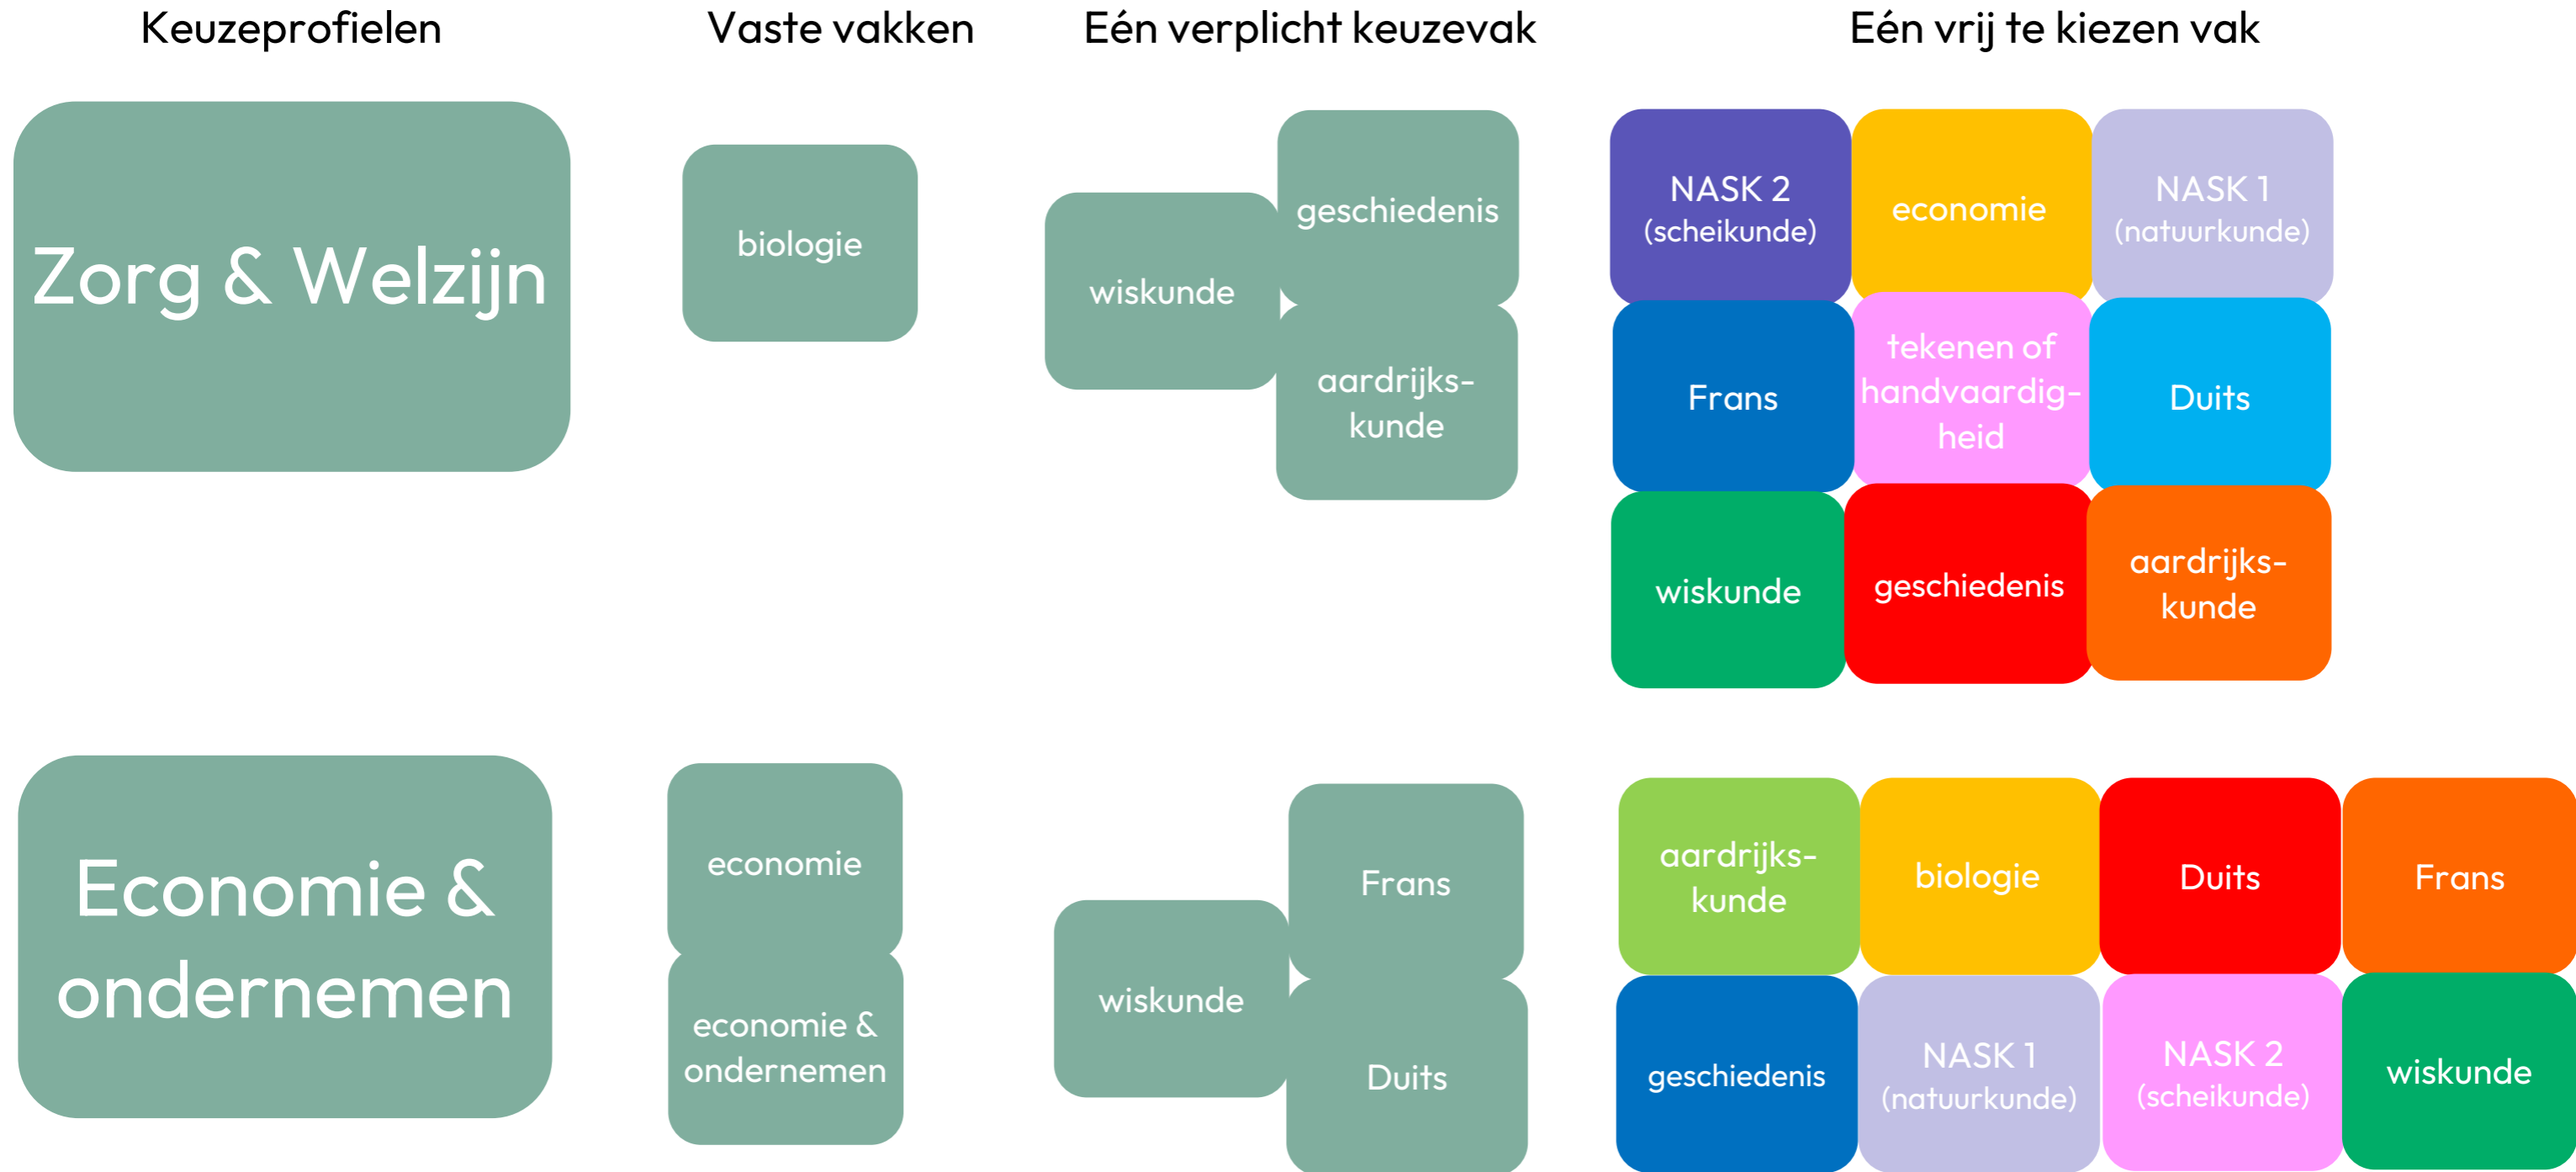 Keuzeprofielen
Vaste vakken
Eén verplicht keuzevak
Eén vrij te kiezen vak
Zorg & Welzijn
biologie
wiskunde
geschiedenis
aardrijks-
kunde
NASK 2
(scheikunde)
economie
NASK 1
(natuurkunde)
Frans
tekenen of
handvaardig-
heid
Duits
wiskunde
geschiedenis
aardrijks-
kunde
Economie &
ondernemen
economie
economie &
ondernemen
wiskunde
Frans
Duits
aardrijks-
kunde
biologie
Duits
Frans
geschiedenis
NASK 1
(natuurkunde)
NASK 2
(scheikunde)
wiskunde